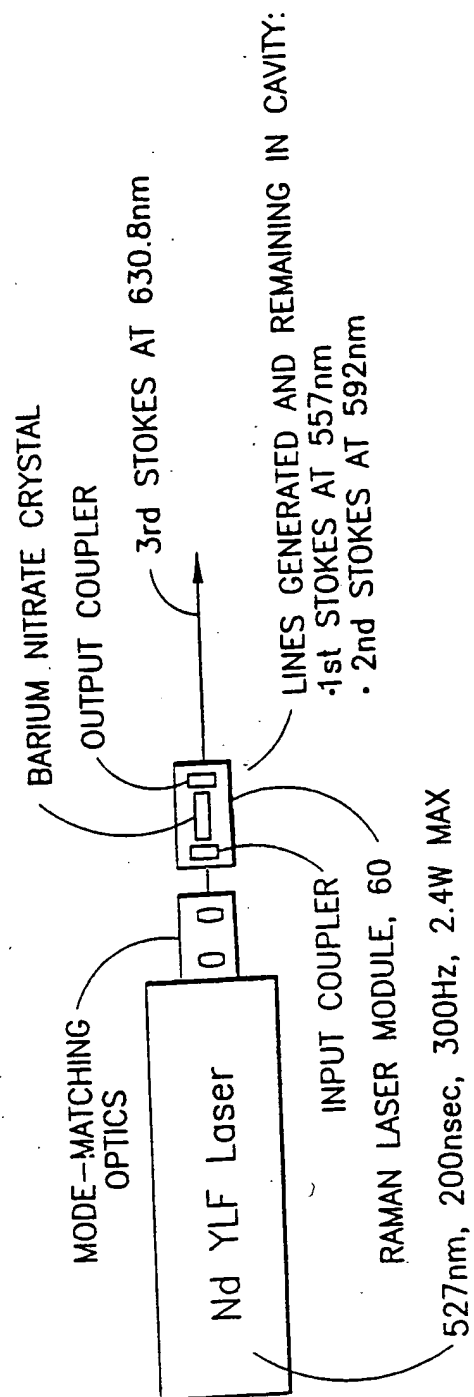 MODE-MATCHING
OPTICS
BARIUM NITRATE CRYSTAL
OUTPUT COUPLER
3rd STOKES AT 630.8nm
Nd YLF Laser
INPUT COUPLER
RAMAN LASER MODULE, 60
527nm, 200nsec, 300Hz, 2.4W MAX
LINES GENERATED AND REMAINING IN CAVITY:
·1st STOKES AT 557nm
· 2nd STOKES AT 592nm